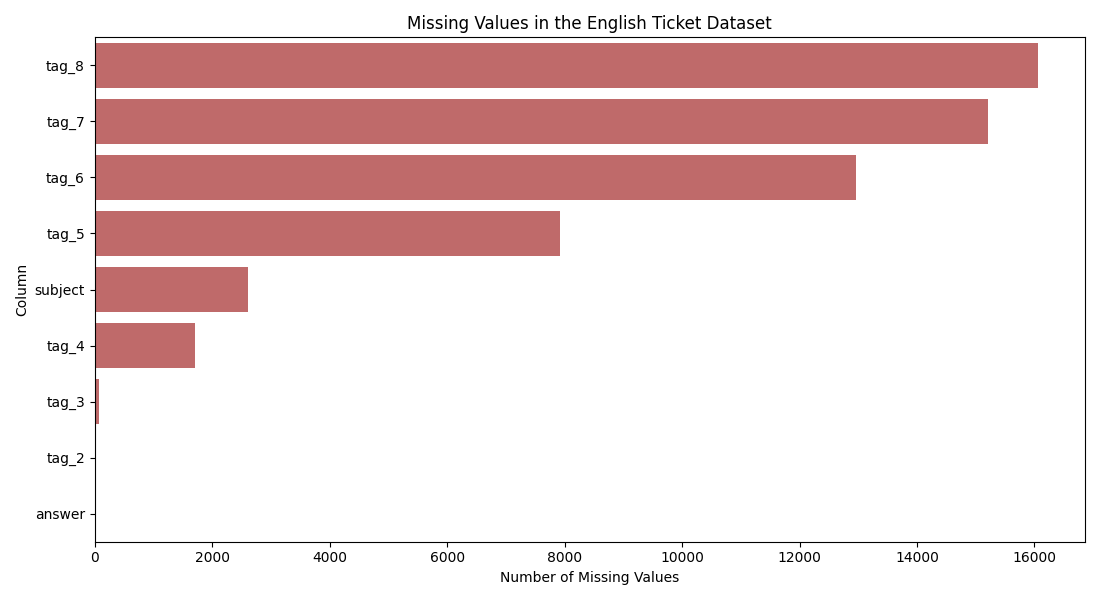 Missing Values in the English Ticket Dataset
tag_8
tag_7
tag_6
tag_5
subject
tag_4
tag_3
tag_2
answer
Column
0 2000 4000 6000 8000 10000 12000 14000 16000
Number of Missing Values